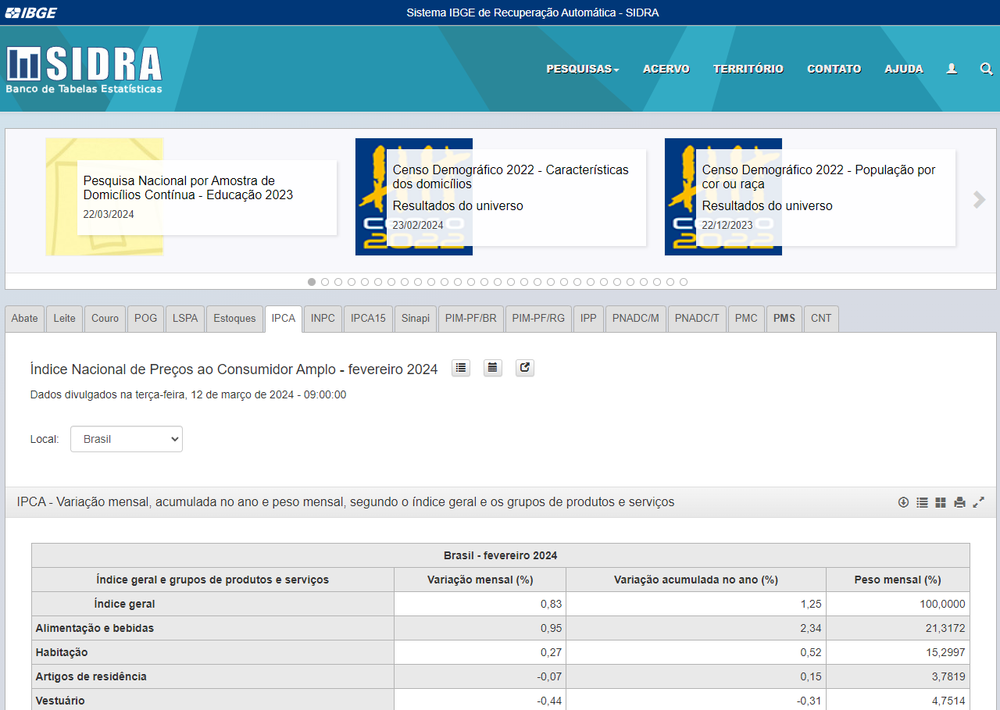 IBGE
Sistema IBGE de Recuperação Automática - SIDRA
SIDRA
Banco de Tabelas Estatísticas
PESQUISAS
ACERVO
TERRITÓRIO
CONTATO
AJUDA
Pesquisa Nacional por Amostra de
Domicílios Contínua - Educação 2023
22/03/2024
Censo Demográfico 2022 - Características
dos domicílios
Resultados do universo
23/02/2024
2022
Censo Demográfico 2022 - População por
cor ou raça
Resultados do universo
22/12/2023
2022
Abate
Leite
Couro
POG
LSPA
Estoques
IPCA
INPC
IPCA15
Sinapi
PIM-PF/BR
PIM-PF/RG
IPP
PNADC/M
PNADC/T
PMC
PMS
CNT
Índice Nacional de Preços ao Consumidor Amplo - fevereiro 2024
Dados divulgados na terça-feira, 12 de março de 2024 - 09:00:00
Local:
Brasil
IPCA - Variação mensal, acumulada no ano e peso mensal, segundo o índice geral e os grupos de produtos e serviços
Brasil - fevereiro 2024
Índice geral e grupos de produtos e serviços Variação mensal (%) Variação acumulada no ano (%) Peso mensal (%)
Índice geral 0,83 1,25 100,0000
Alimentação e bebidas 0,95 2,34 21,3172
Habitação 0,27 0,52 15,2997
Artigos de residência -0,07 0,15 3,7819
Vestuário -0,44 -0,31 4,7514